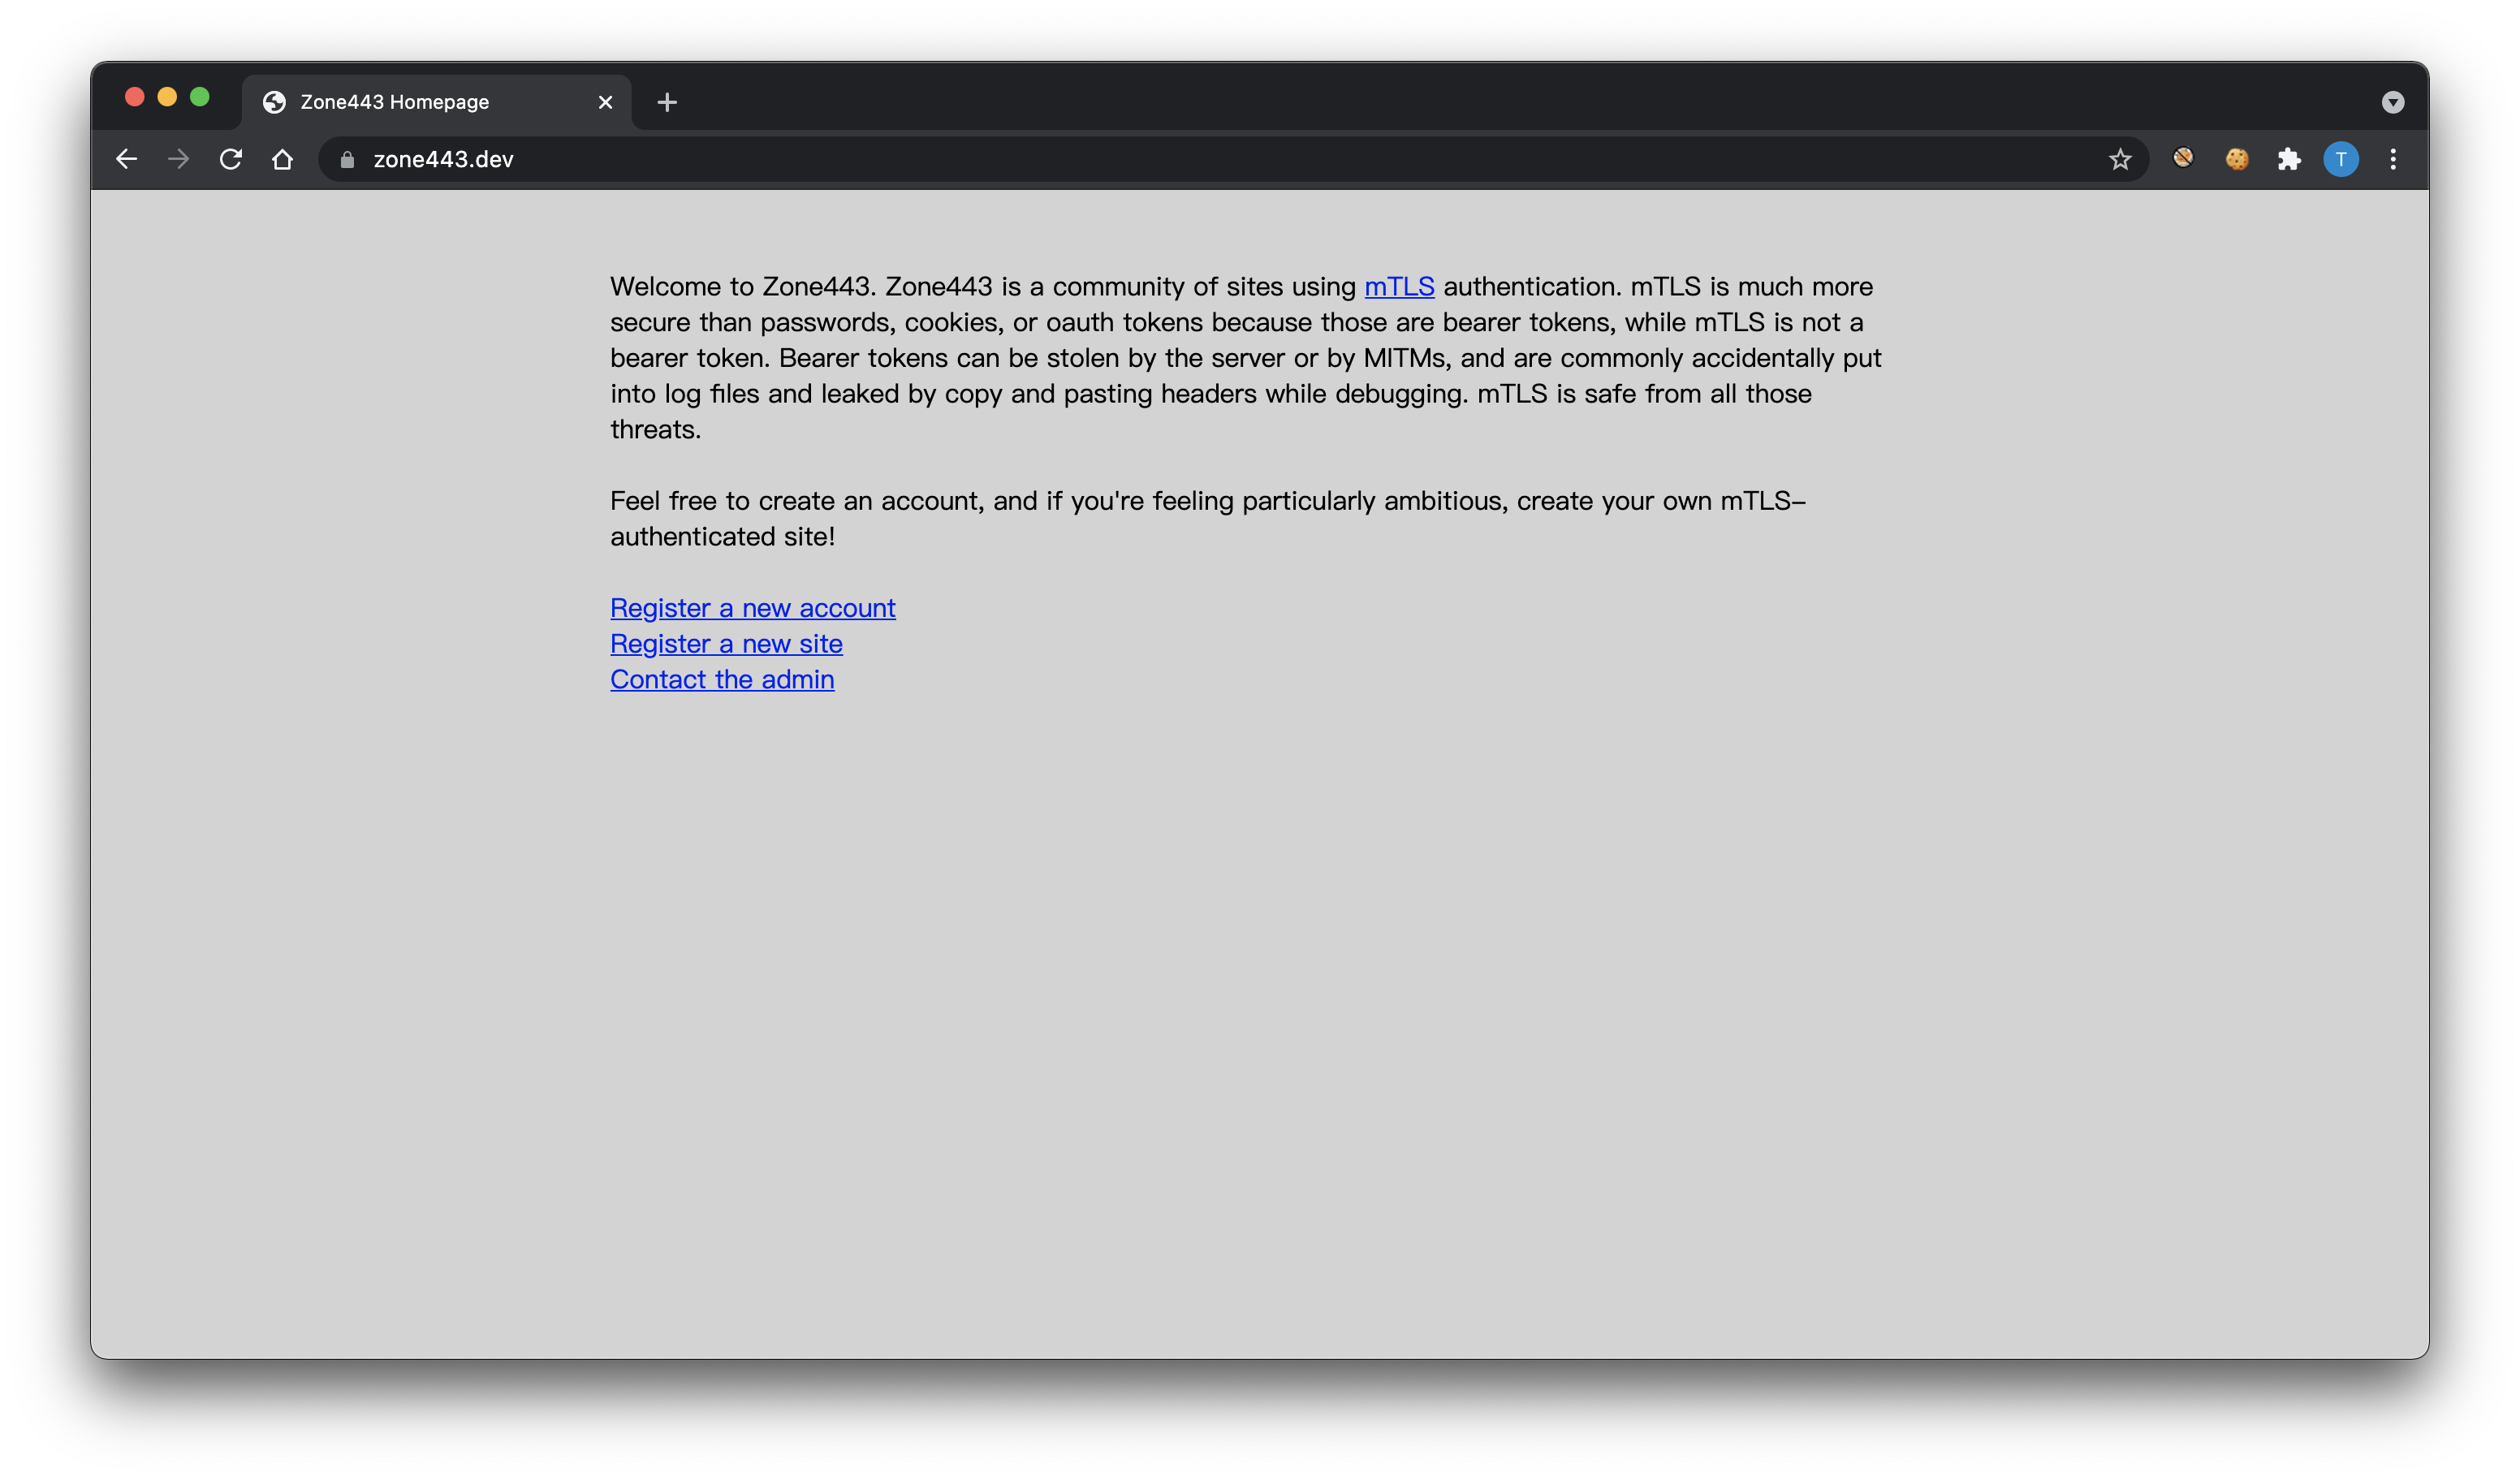 Zone443 Homepage
zone443.dev
T
Welcome to Zone443. Zone443 is a community of sites using mTLS authentication. mTLS is much more
secure than passwords, cookies, or oauth tokens because those are bearer tokens, while mTLS is not a
bearer token. Bearer tokens can be stolen by the server or by MITMs, and are commonly accidentally put
into log files and leaked by copy and pasting headers while debugging. mTLS is safe from all those
threats.
Feel free to create an account, and if you're feeling particularly ambitious, create your own mTLS-
authenticated site!
Register a new account
Register a new site
Contact the admin